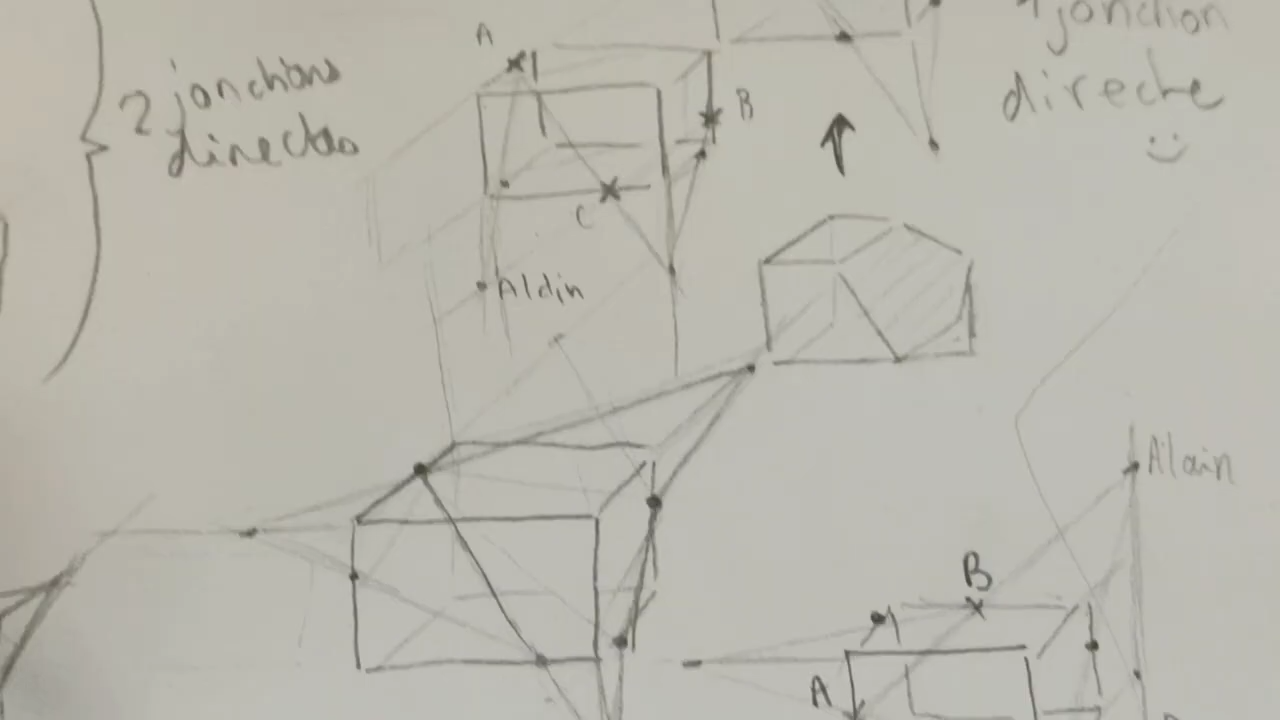 2 jonctions
directes
A
B
C
Aldin
1 jonction
directe
Alain
B
A